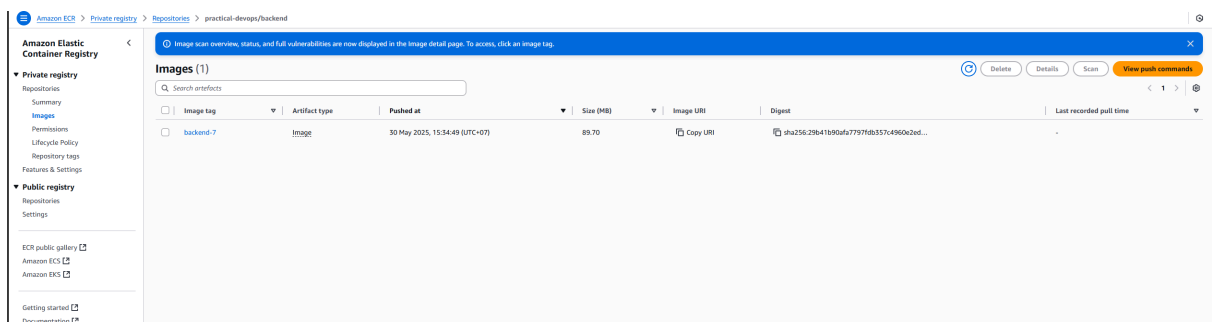 Amazon ECR > Private registry > Repositories > practical-devops/backend
Amazon Elastic
Container Registry
Private registry
Repositories
Summary
Images
Permissions
Lifecycle Policy
Repository tags
Features & Settings
Public registry
Repositories
Settings
ECR public gallery
Amazon ECS
Amazon EKS
Getting started
Documentation
Image scan overview, status, and full vulnerabilities are now displayed in the Image detail page. To access, click an image tag.
Images (1)
Delete
Details
Scan
View push commands
Search artefacts
1
Image tag Artifact type Pushed at Size (MB) Image URI Digest Last recorded pull time
backend-7 Image 30 May 2025, 15:34:49 (UTC+07) 89.70 Copy URI sha256:29b41b90afa7797fdb357c4960e2ed... -